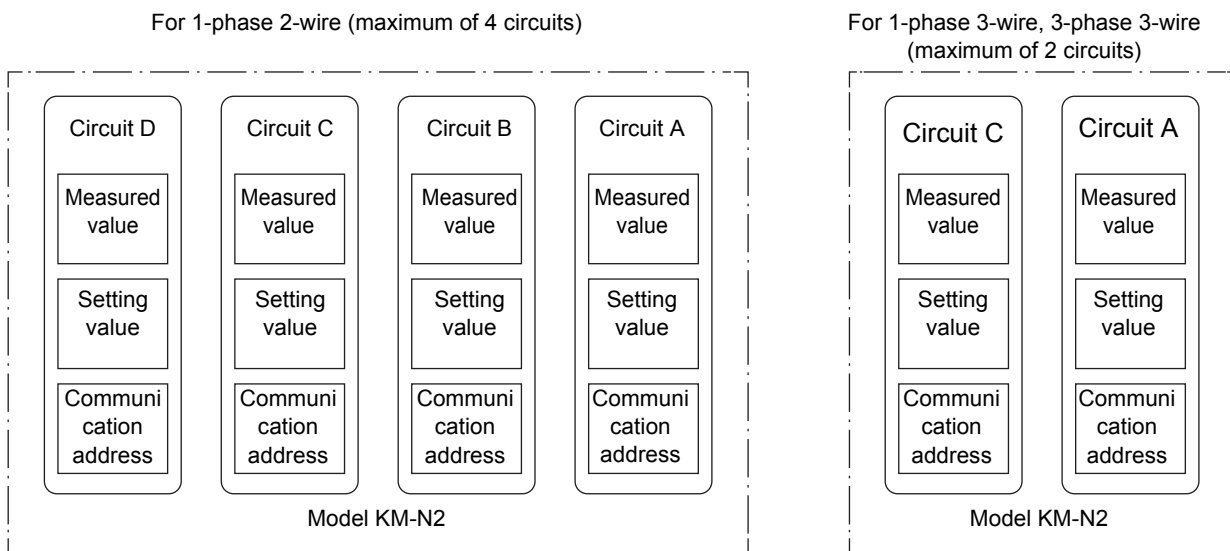 For 1-phase 2-wire (maximum of 4 circuits)
Circuit D
Measured
value
Setting
value
Communi
cation
address
Circuit C
Measured
value
Setting
value
Communi
cation
address
Circuit B
Measured
value
Setting
value
Communi
cation
address
Circuit A
Measured
value
Setting
value
Communi
cation
address
Model KM-N2
For 1-phase 3-wire, 3-phase 3-wire
(maximum of 2 circuits)
Circuit C
Measured
value
Setting
value
Communi
cation
address
Circuit A
Measured
value
Setting
value
Communi
cation
address
Model KM-N2